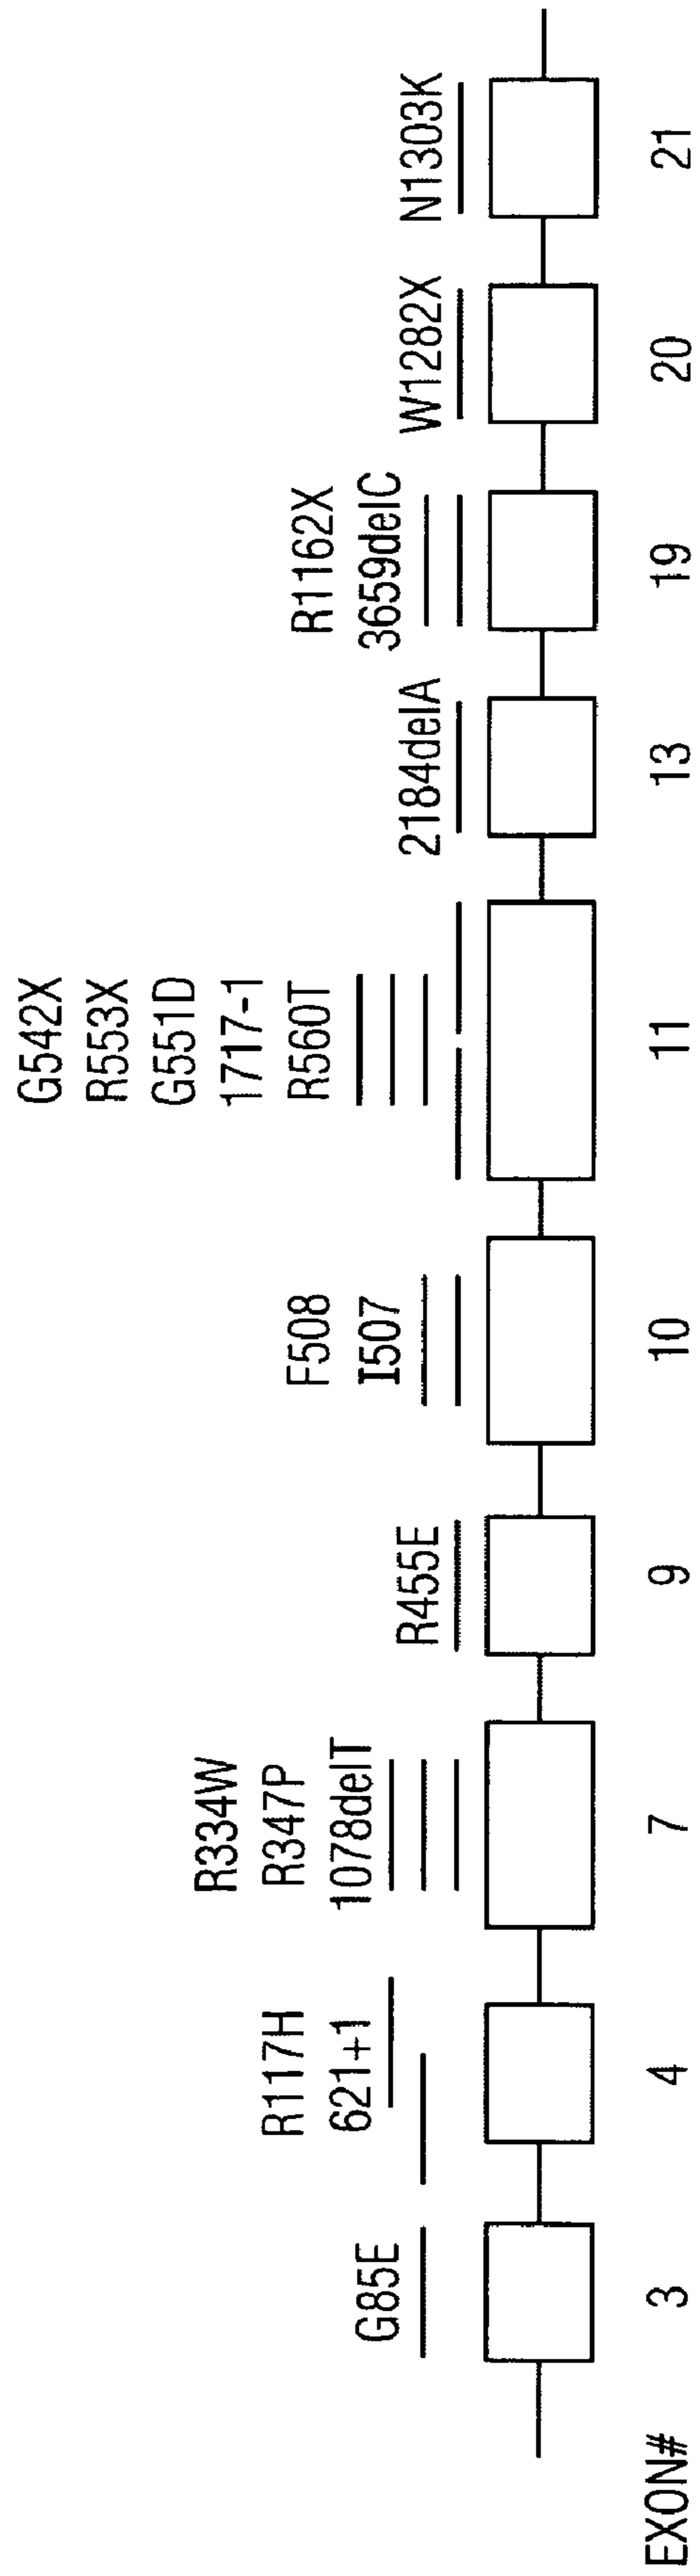 G542X
R553X
G551D
1717-1
R334W
R560T
R117H
R347P
F508
R1162X
G85E
621+1
1078delT
I507
3659delC
R455E
2184delA
W1282X
N1303K
EXON# 3 4 7 9 10 11 13 19 20 21